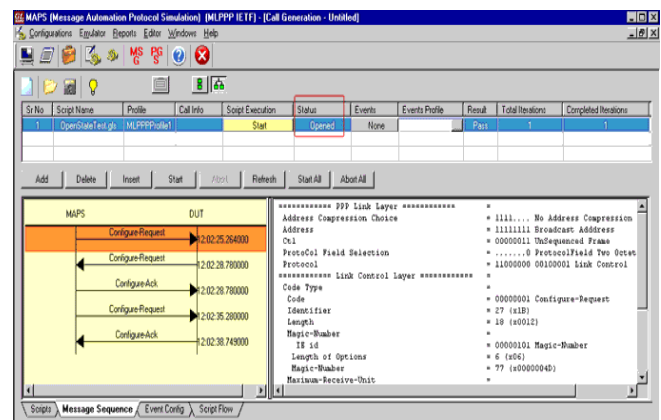 MAPS (Message Automation Protocol Simulation) (MLPPP IETF) - [Call Generation - Untitled]
Configurations Emulator Reports Editor Windows Help
MS G PG S
Sr No Script Name Profile Call Info Script Execution Status Events Events Profile Result Total Iterations Completed Iterations
1 OpenStateTest.gls MLPPPProfile1 Start Opened None ... Pass 1 1
Add Delete Insert Start Abort Refresh Start All Abort All
MAPS DUT
Configure-Request
12:02:25.264000
Configure-Request
12:02:28.780000
Configure-Ack
12:02:28.780000
Configure-Request
12:02:35.280000
Configure-Ack
12:02:38.749000
============ PPP Link Layer ============ =
Address Compression Choice = 1111.... No Address Compression
Address = 11111111 Broadcast Adddress
Ctl = 00000011 UnSequenced Frame
ProtoCol Field Selection = .......0 ProtocolField Two Octet
Protocol = 11000000 00100001 Link Control
============ Link Control Layer ============ =
Code Type =
Code = 00000001 Configure-Request
Identifier = 27 (x1B)
Length = 18 (x0012)
Magic-Number =
IE id = 00000101 Magic-Number
Length of Options = 6 (x06)
Magic-Number = 77 (x0000004D)
Maximum-Receive-Unit =
Scripts Message Sequence Event Config Script Flow